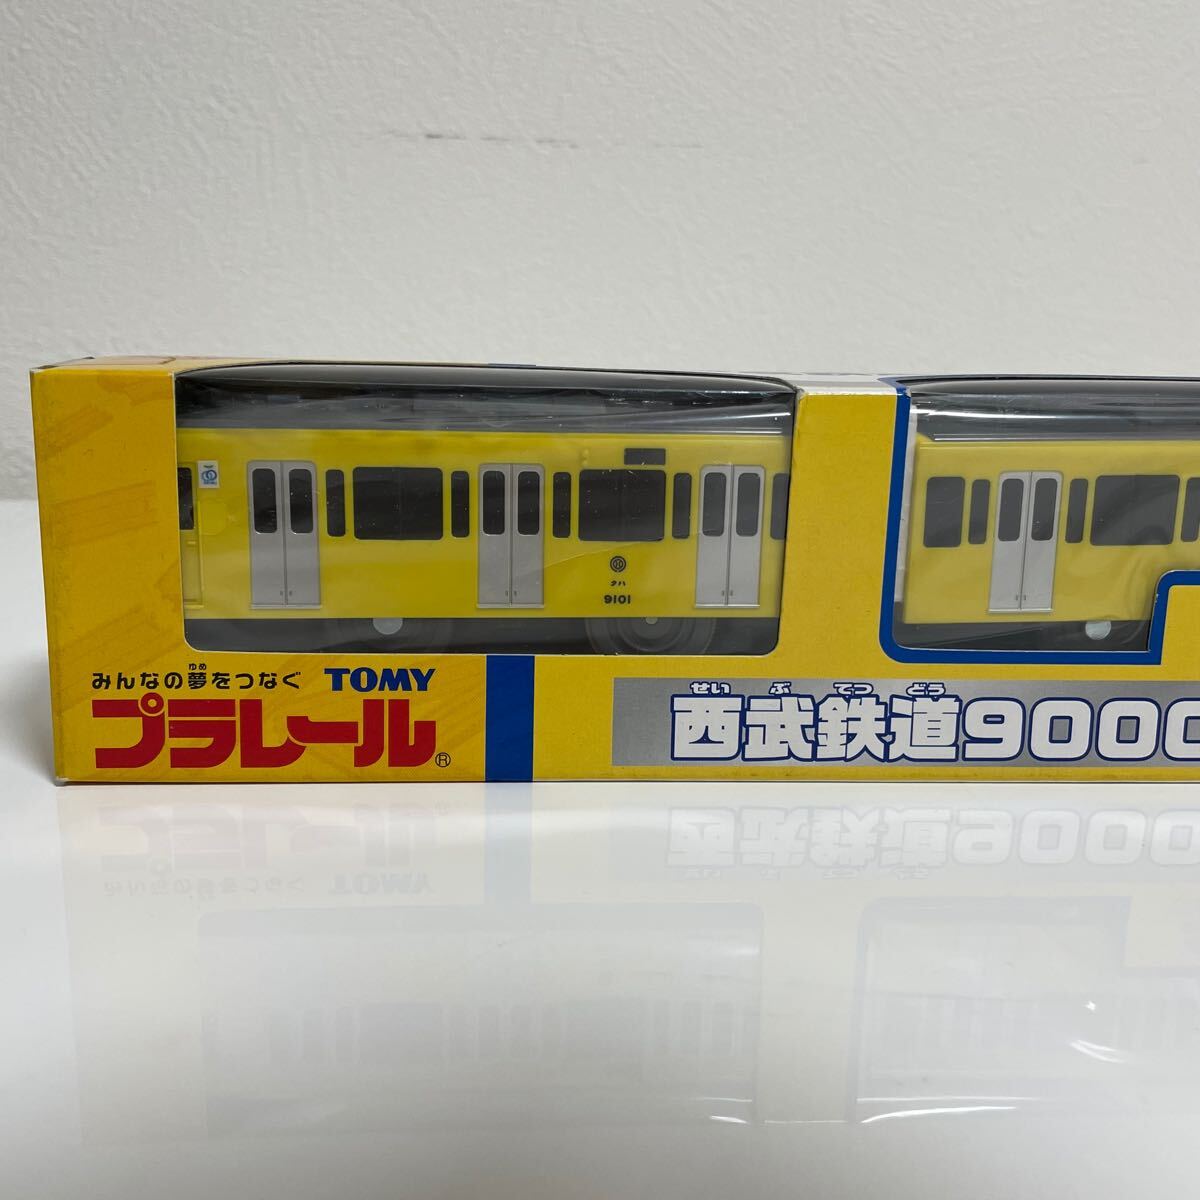 クハ
9101
ゆめ
みんなの夢をつなぐ TOMY
プラレール®
せい ぶ てつ どう
西武鉄道9000